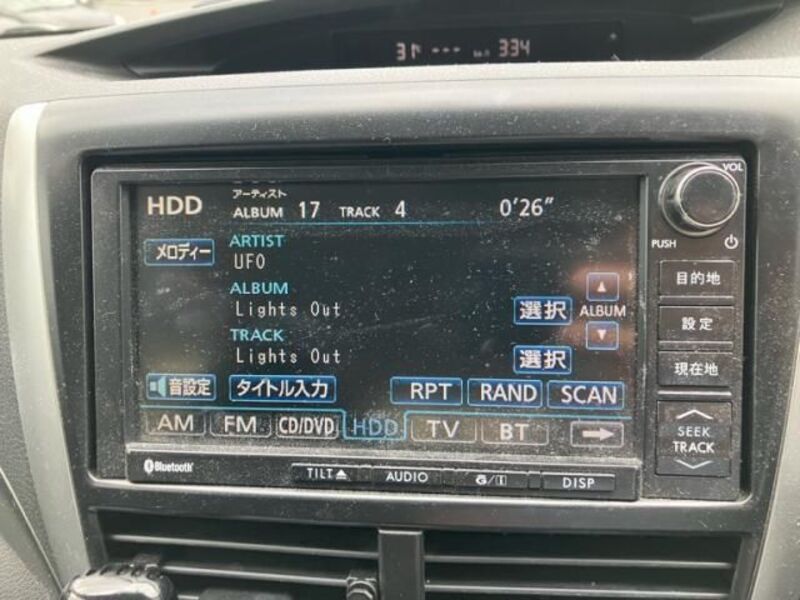 334
VOL
HDD
アーティスト
ALBUM 17 TRACK 4 0'26"
PUSH
メロディー
ARTIST
UFO
目的地
ALBUM
Lights Out
選択
ALBUM
設定
TRACK
Lights Out
選択
現在地
音設定
タイトル入力
RPT
RAND
SCAN
AM
FM
CD/DVD
HDD
TV
BT
SEEK
TRACK
Bluetooth
TILT
AUDIO
DISP